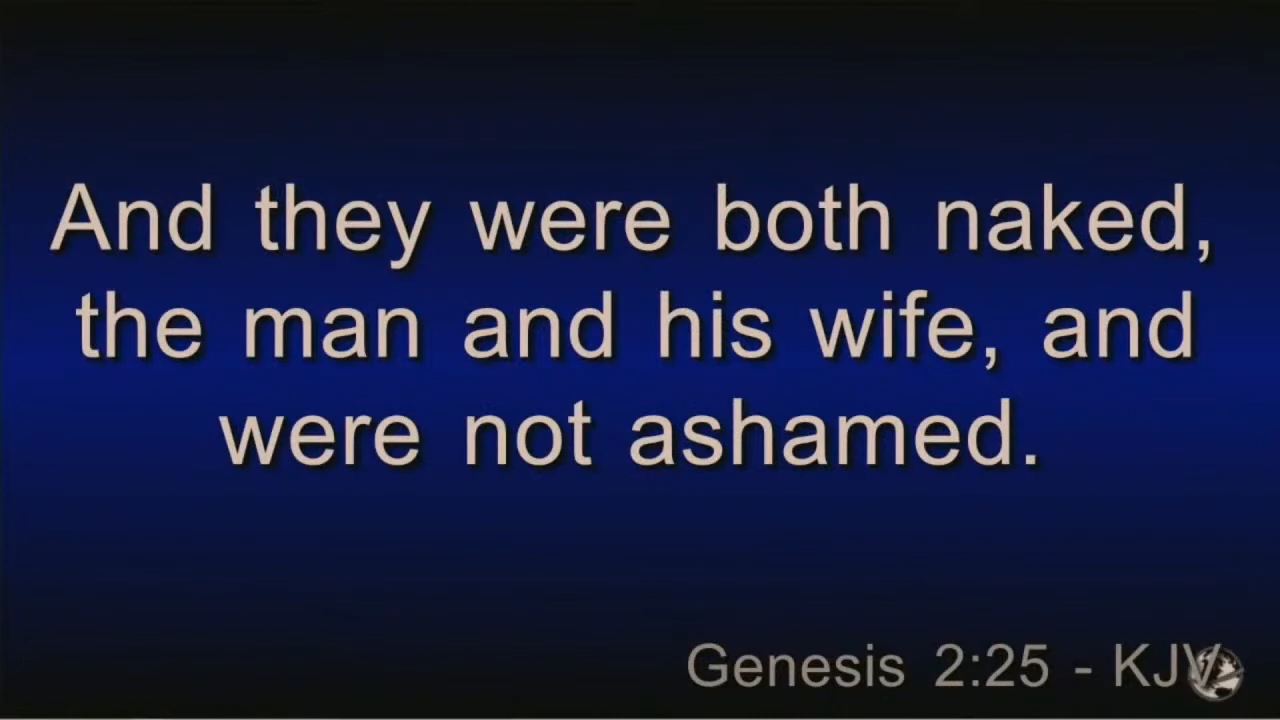 And they were both naked,
the man and his wife, and
were not ashamed.
Genesis 2:25 - KJV